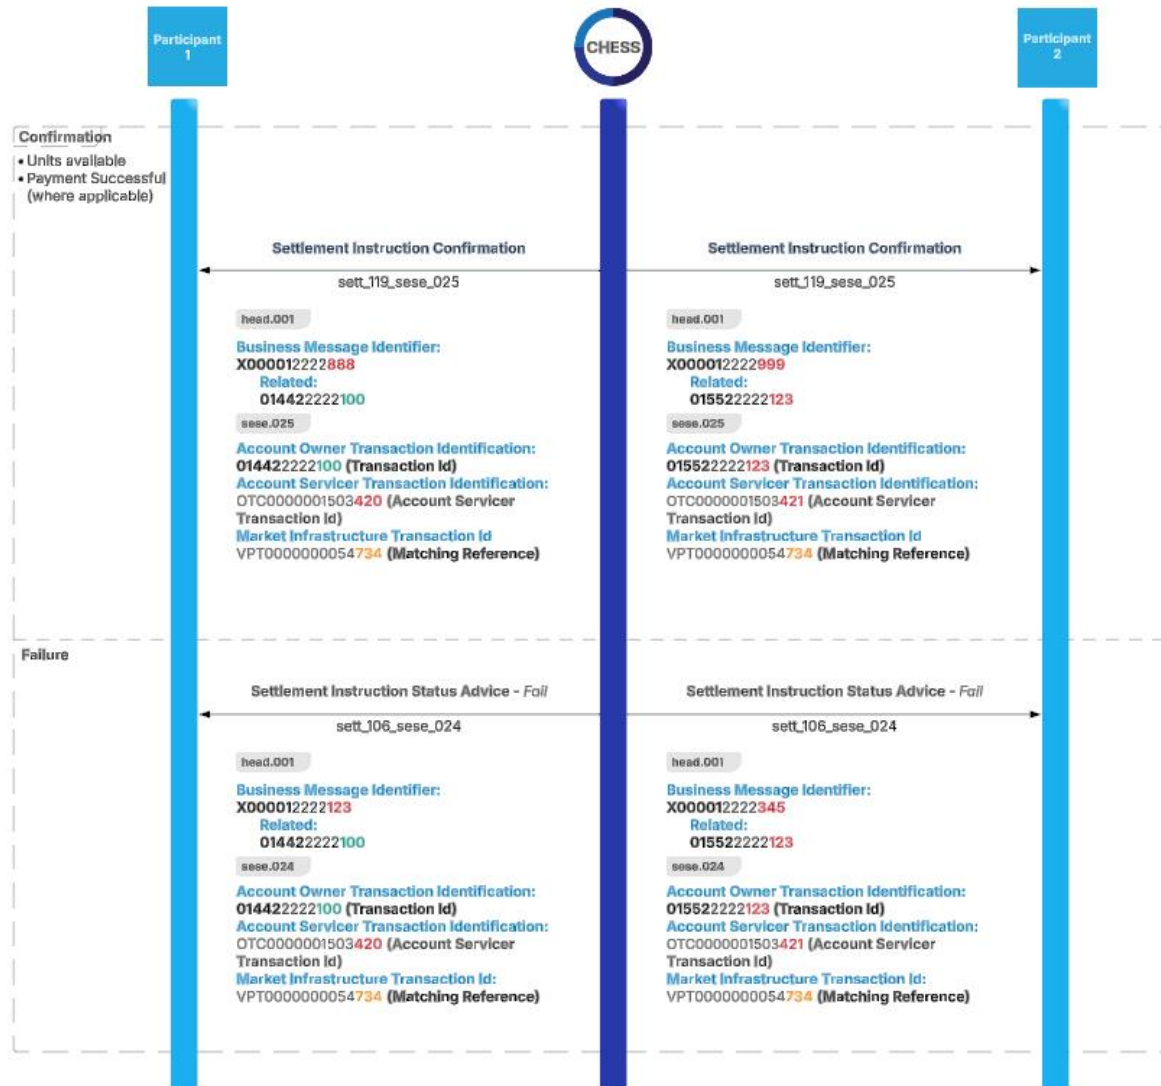 Participant
1
CHESS
Participant
2
Confirmation
• Units available
• Payment Successful
(where applicable)
Settlement Instruction Confirmation
sett_119_sese_025
head.001
Business Message Identifier:
X000012222888
Related:
014422222100
sese.025
Account Owner Transaction Identification:
014422222100 (Transaction Id)
Account Servicer Transaction Identification:
OTC0000001503420 (Account Servicer
Transaction Id)
Market Infrastructure Transaction Id
VPT0000000054734 (Matching Reference)
Settlement Instruction Confirmation
sett_119_sese_025
head.001
Business Message Identifier:
X000012222999
Related:
015522222123
sese.025
Account Owner Transaction Identification:
015522222123 (Transaction Id)
Account Servicer Transaction Identification:
OTC0000001503421 (Account Servicer
Transaction Id)
Market Infrastructure Transaction Id
VPT0000000054734 (Matching Reference)
Failure
Settlement Instruction Status Advice - Fail
sett_106_sese_024
head.001
Business Message Identifier:
X000012222123
Related:
014422222100
sese.024
Account Owner Transaction Identification:
014422222100 (Transaction Id)
Account Servicer Transaction Identification:
OTC0000001503420 (Account Servicer
Transaction Id)
Market Infrastructure Transaction Id:
VPT0000000054734 (Matching Reference)
Settlement Instruction Status Advice - Fail
sett_106_sese_024
head.001
Business Message Identifier:
X000012222345
Related:
015522222123
sese.024
Account Owner Transaction Identification:
015522222123 (Transaction Id)
Account Servicer Transaction Identification:
OTC0000001503421 (Account Servicer
Transaction Id)
Market Infrastructure Transaction Id:
VPT0000000054734 (Matching Reference)